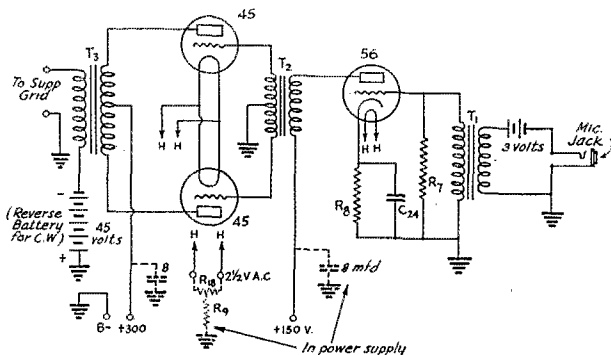 45
56
T3
T2
T1
To Supp
Grid
H H
H H
3 volts
Mic.
Jack
R7
R8
C24
-
(Reverse
Battery
for C.W)
45
volts
+
45
H H
2½ V A.C
R18
R9
8
8 mfd
B-
+300
+150 V.
In power supply